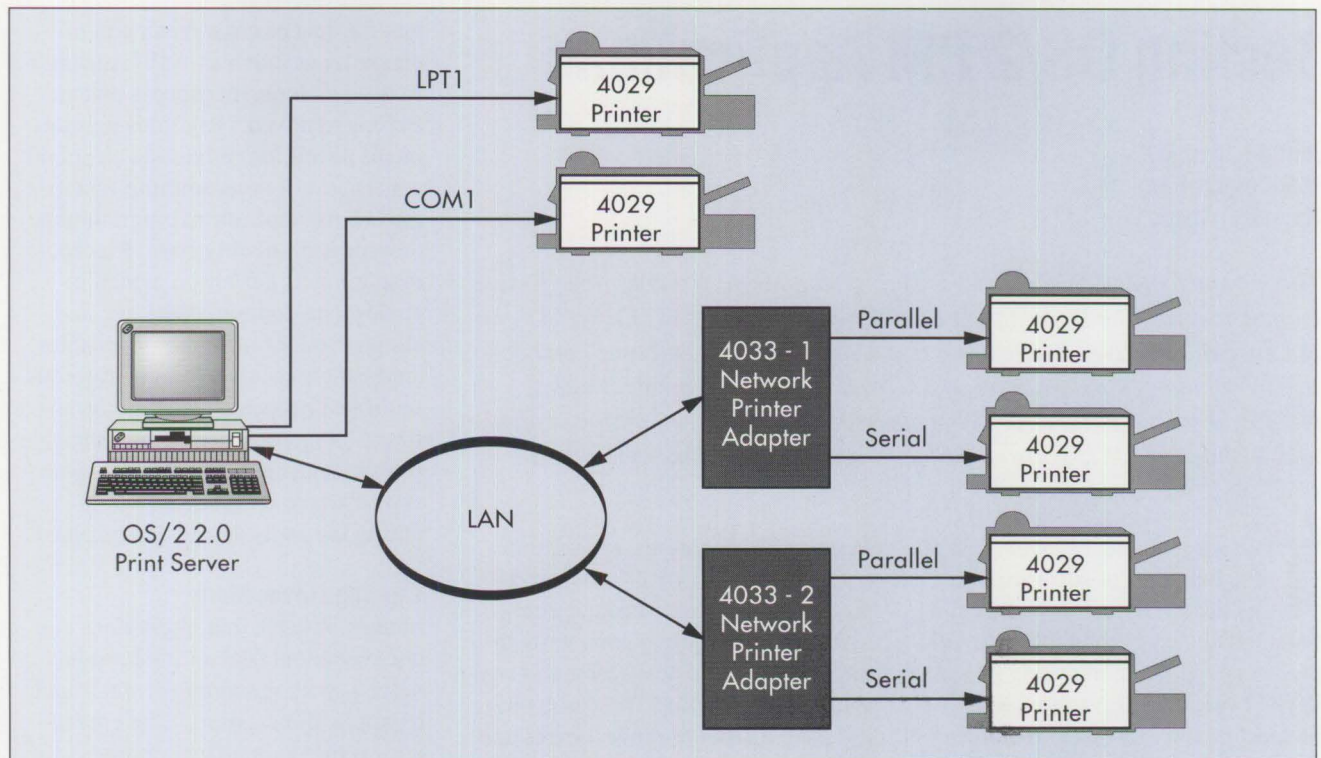 LPT1
4029
Printer
COM1
4029
Printer
OS/2 2.0
Print Server
LAN
4033 - 1
Network
Printer
Adapter
Parallel
4029
Printer
Serial
4029
Printer
4033 - 2
Network
Printer
Adapter
Parallel
4029
Printer
Serial
4029
Printer